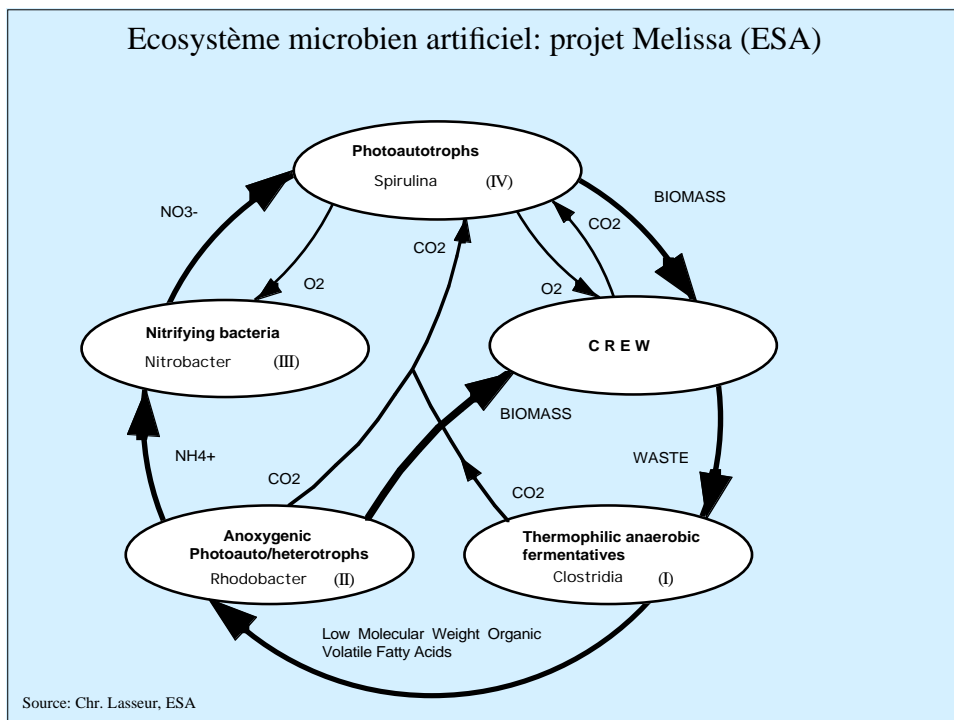 Ecosystème microbien artificiel: projet Melissa (ESA)
Photoautotrophs
Spirulina (IV)
NO3-
BIOMASS
CO2
CO2
O2
O2
Nitrifying bacteria
Nitrobacter (III)
C R E W
BIOMASS
NH4+
WASTE
CO2
CO2
Anoxygenic
Photoauto/heterotrophs
Rhodobacter (II)
Thermophilic anaerobic
fermentatives
Clostridia (I)
Low Molecular Weight Organic
Volatile Fatty Acids
Source: Chr. Lasseur, ESA